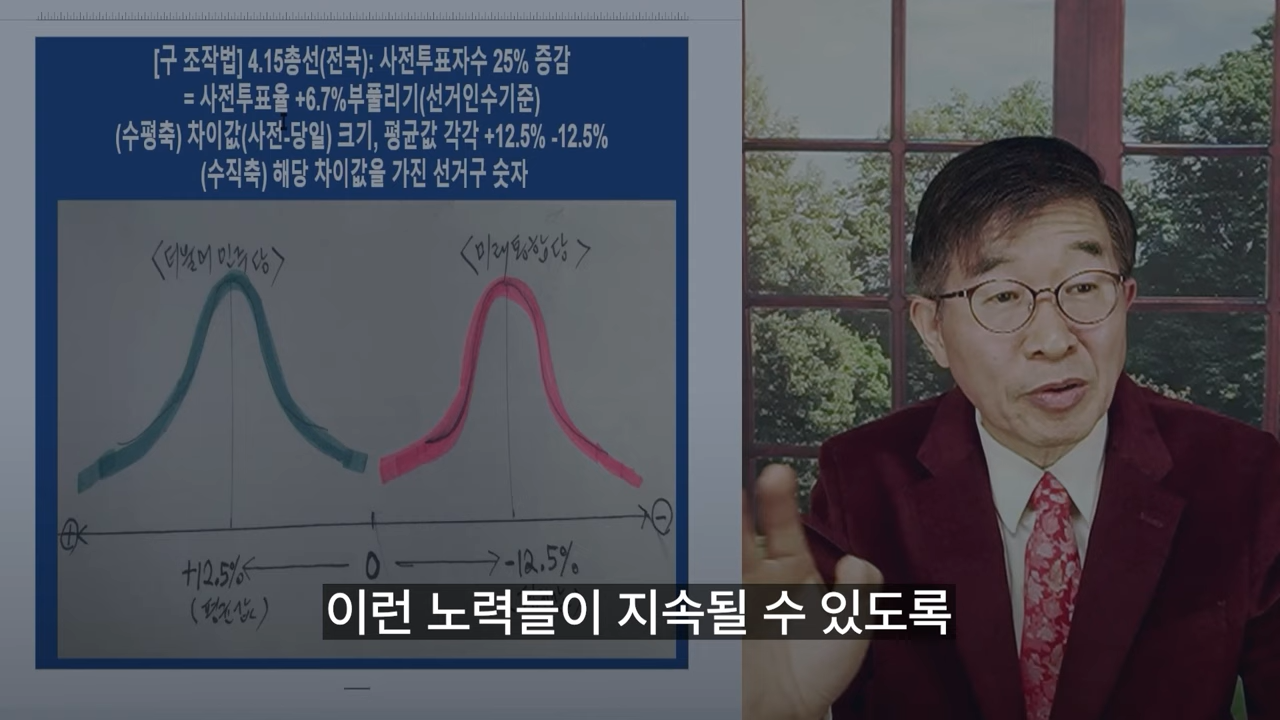 [구 조작법] 4.15총선(전국): 사전투표자수 25% 증감
= 사전투표율 +6.7%부풀리기(선거인수기준)
(수평축) 차이값(사전-당일) 크기, 평균값 각각 +12.5% -12.5%
(수직축) 해당 차이값을 가진 선거구 숫자
<더불어민주당>
<미래통합당>
+
-
+12.5%
0
-12.5%
(평균값)
이런 노력들이 지속될 수 있도록